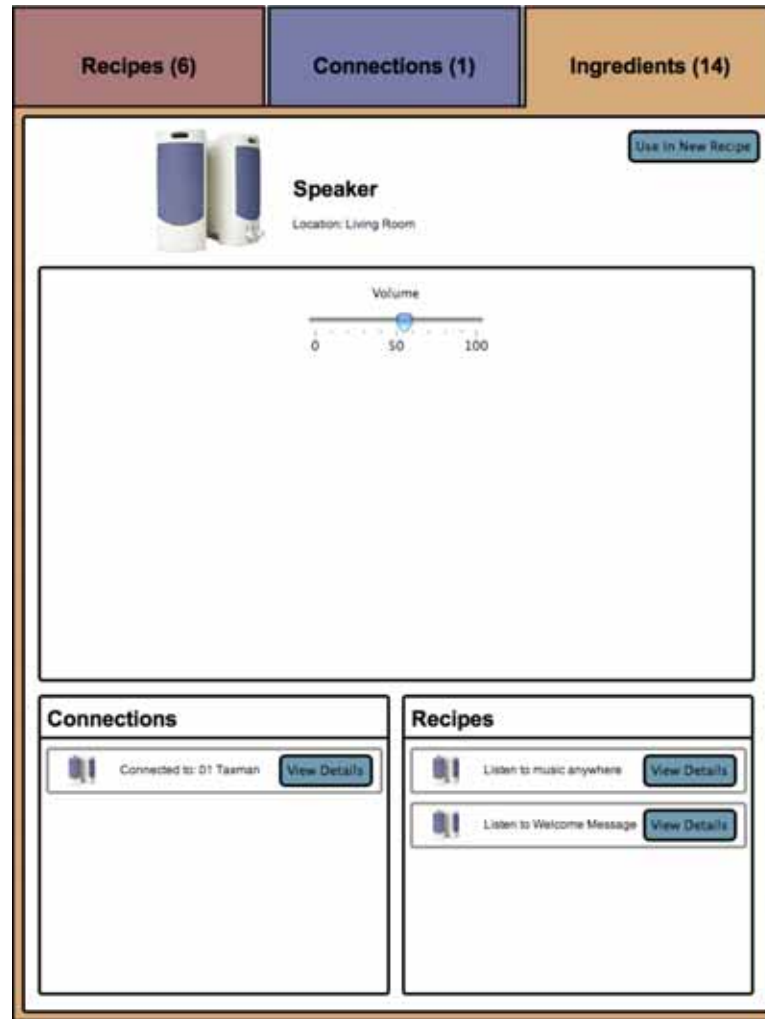 Recipes (6)
Connections (1)
Ingredients (14)
Use In New Recipe
Speaker
Location: Living Room
Volume
0 50 100
Connections
Recipes
Connected to: 01 Taxman
View Details
Listen to music anywhere
View Details
Listen to Welcome Message
View Details